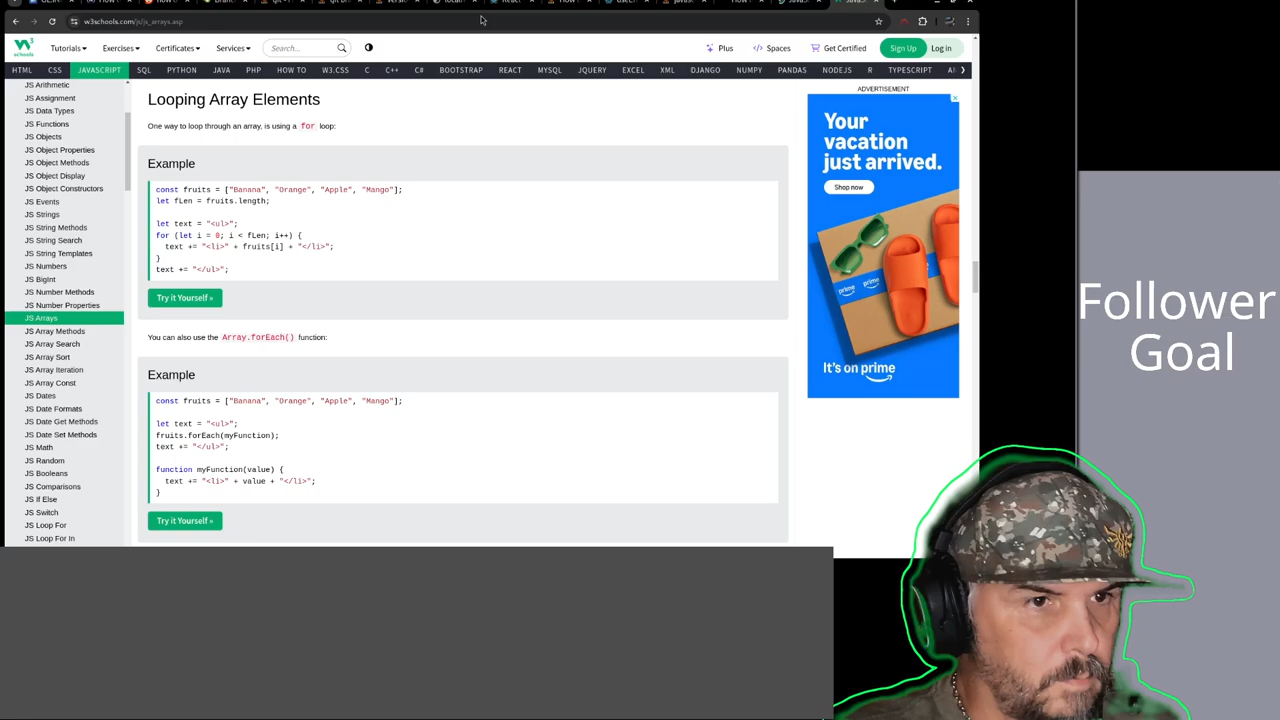 w3schools.com/js/js_arrays.asp
W3 schools
Tutorials
Exercises
Certificates
Services
Search...
Plus
Spaces
Get Certified
Sign Up
Log in
HTML CSS JAVASCRIPT SQL PYTHON JAVA PHP HOW TO W3.CSS C C++ C# BOOTSTRAP REACT MYSQL JQUERY EXCEL XML DJANGO NUMPY PANDAS NODEJS R TYPESCRIPT
JS Arithmetic
JS Assignment
JS Data Types
JS Functions
JS Objects
JS Object Properties
JS Object Methods
JS Object Display
JS Object Constructors
JS Events
JS Strings
JS String Methods
JS String Search
JS String Templates
JS Numbers
JS BigInt
JS Number Methods
JS Number Properties
JS Arrays
JS Array Methods
JS Array Search
JS Array Sort
JS Array Iteration
JS Array Const
JS Dates
JS Date Formats
JS Date Get Methods
JS Date Set Methods
JS Math
JS Random
JS Booleans
JS Comparisons
JS If Else
JS Switch
JS Loop For
JS Loop For In
Looping Array Elements
One way to loop through an array, is using a for loop:
Example
const fruits = ["Banana", "Orange", "Apple", "Mango"];
let fLen = fruits.length;
let text = "<ul>";
for (let i = 0; i < fLen; i++) {
text += "<li>" + fruits[i] + "</li>";
}
text += "</ul>";
Try it Yourself »
You can also use the Array.forEach() function:
Example
const fruits = ["Banana", "Orange", "Apple", "Mango"];
let text = "<ul>";
fruits.forEach(myFunction);
text += "</ul>";
function myFunction(value) {
text += "<li>" + value + "</li>";
}
Try it Yourself »
ADVERTISEMENT
Your
vacation
just arrived.
Shop now
prime prime
It's on prime
Follower
Goal